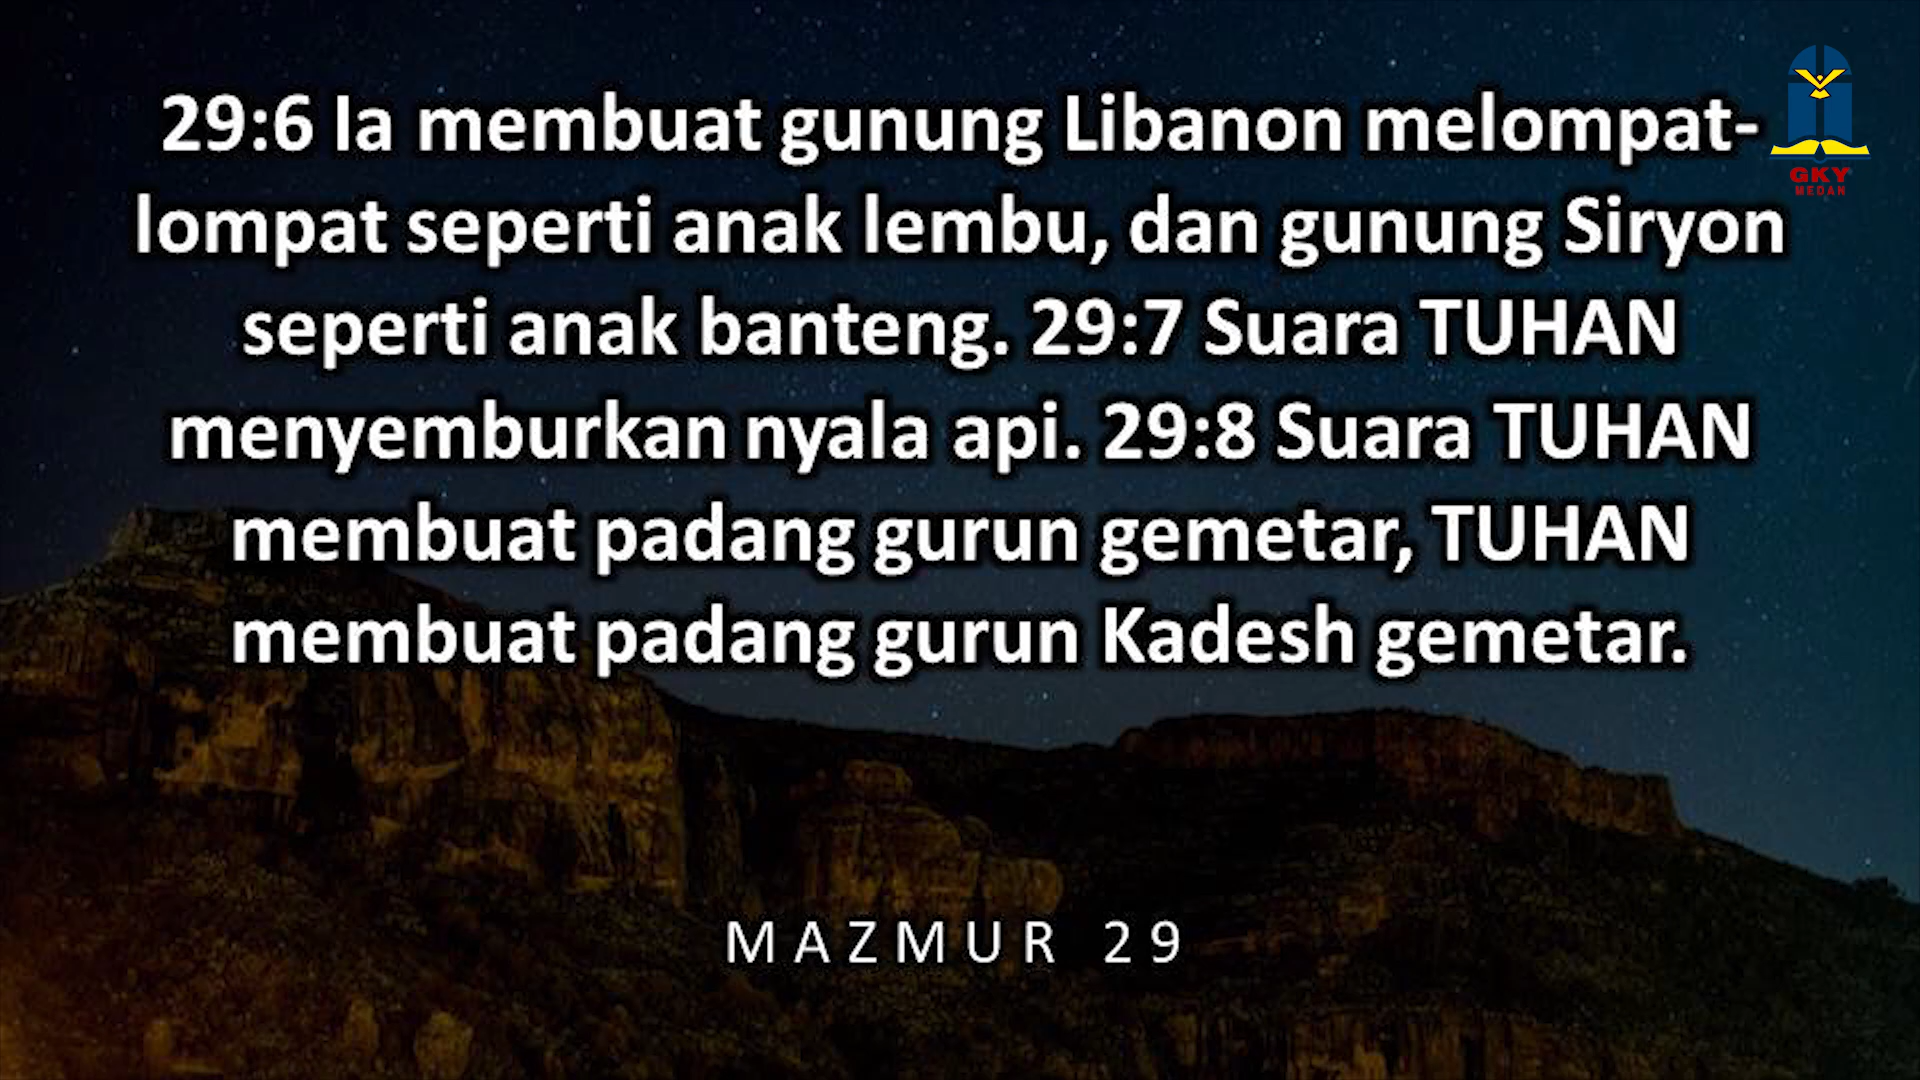 29:6 Ia membuat gunung Libanon melompat-
lompat seperti anak lembu, dan gunung Siryon
seperti anak banteng. 29:7 Suara TUHAN
menyemburkan nyala api. 29:8 Suara TUHAN
membuat padang gurun gemetar, TUHAN
membuat padang gurun Kadesh gemetar.
MAZMUR 29
GKY
MEDAN